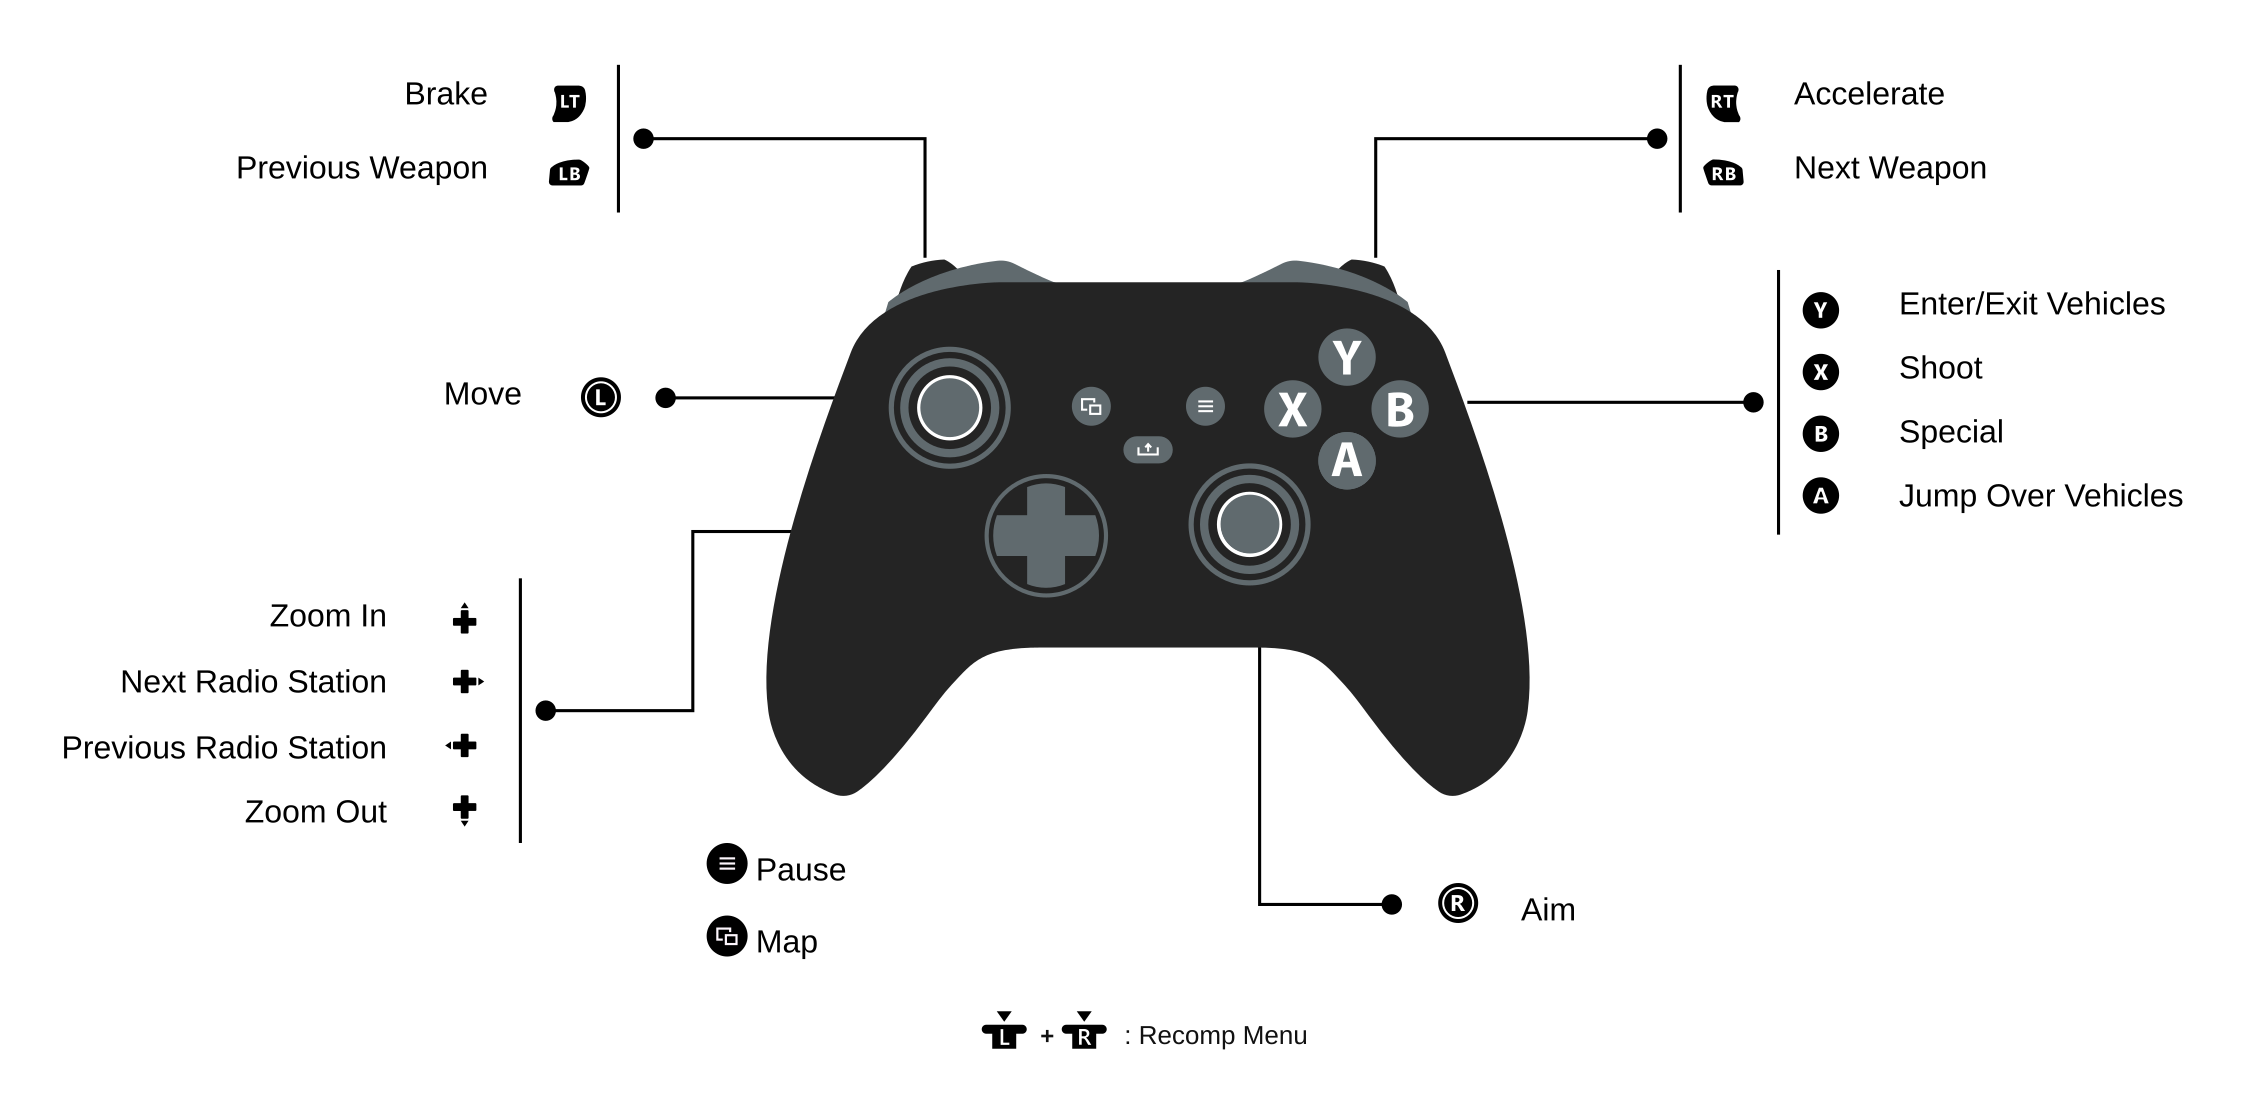 Brake LT
Previous Weapon LB
RT Accelerate
RB Next Weapon
Move L
Y Enter/Exit Vehicles
X Shoot
B Special
A Jump Over Vehicles
Y
X
B
A
Zoom In
Next Radio Station
Previous Radio Station
Zoom Out
Pause
Map
R Aim
L + R : Recomp Menu